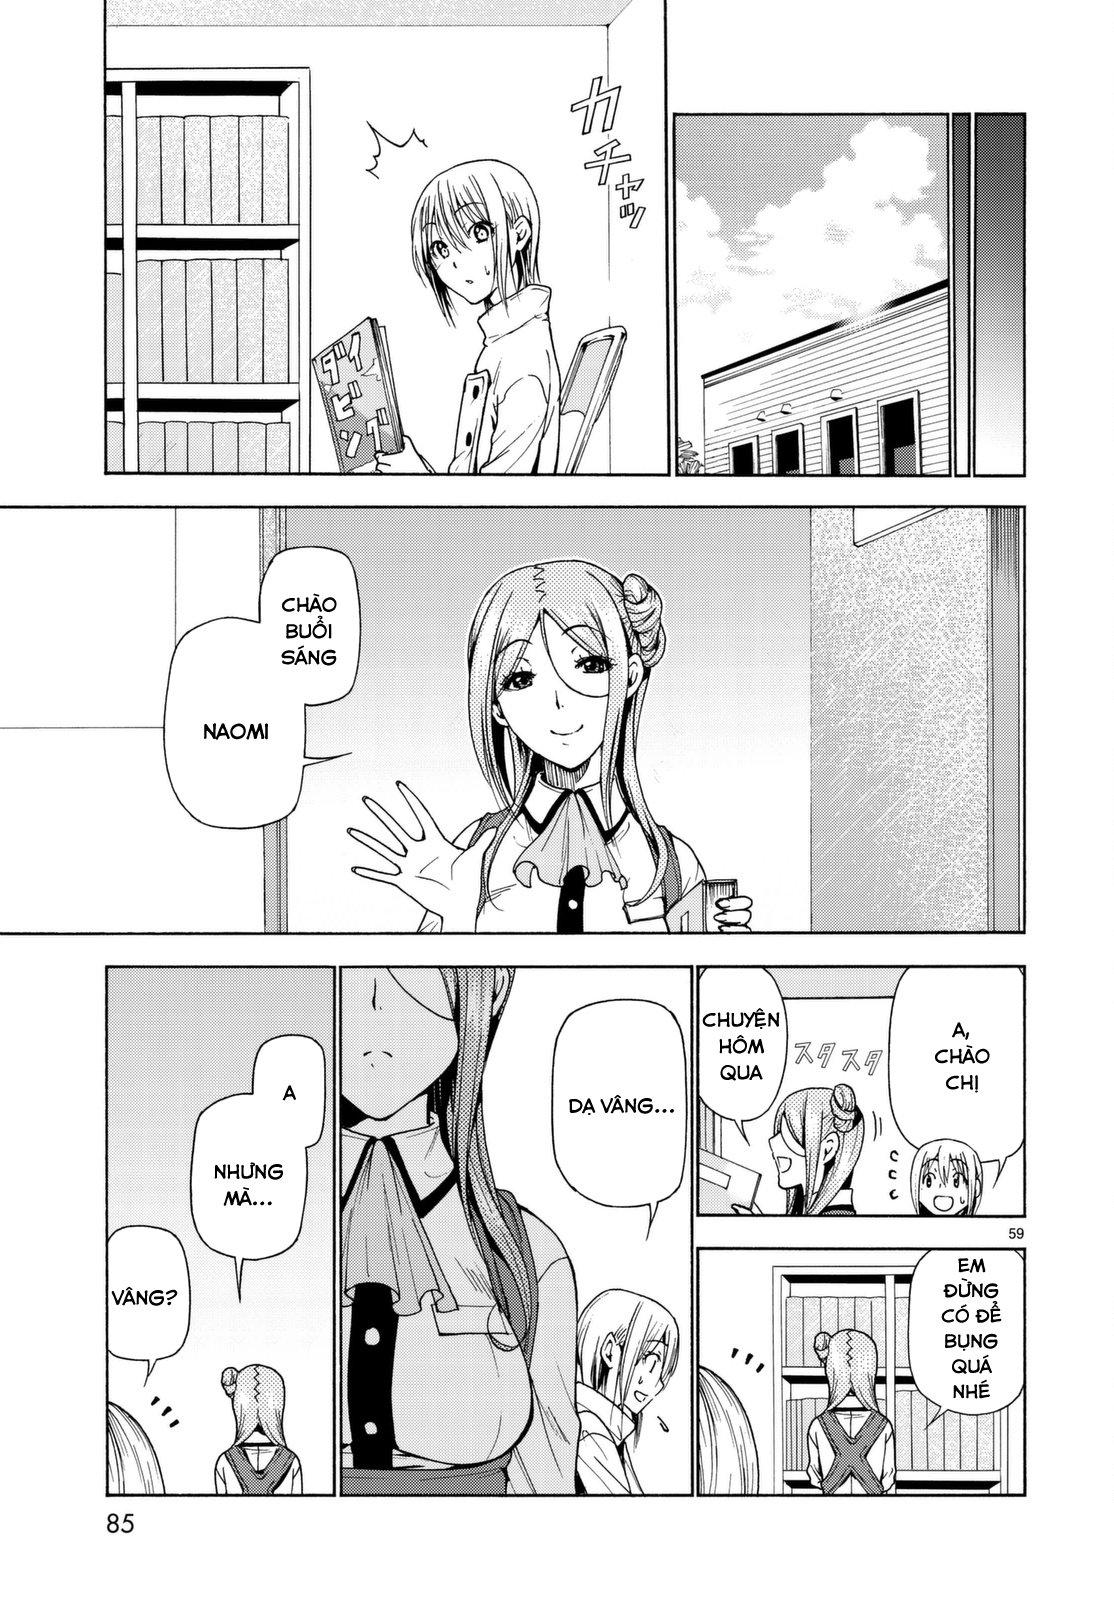 カチャッ
ダイビング
CHÀO
BUỔI
SÁNG
NAOMI
A,
CHÀO
CHỊ
スタスタ
CHUYỆN
HÔM
QUA
59
EM
ĐỪNG
CÓ ĐỂ
BỤNG
QUÁ
NHÉ
DẠ VÂNG...
A
NHƯNG
MÀ...
VÂNG?
85